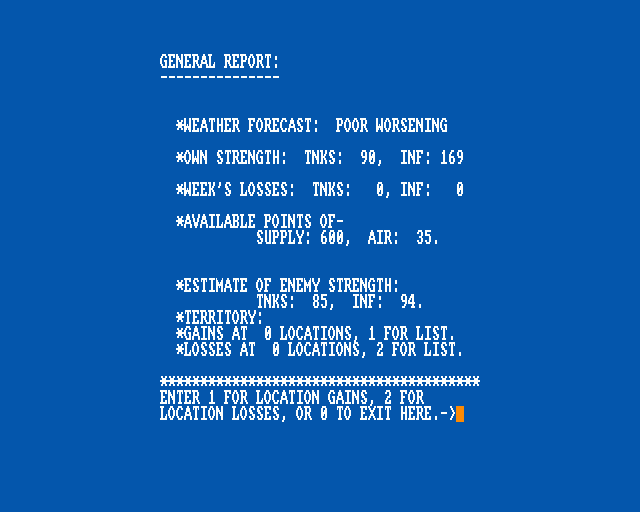 GENERAL REPORT:
---------------
*WEATHER FORECAST:  POOR WORSENING
*OWN STRENGTH:  TNKS:  90,  INF: 169
*WEEK'S LOSSES:  TNKS:   0, INF:   0
*AVAILABLE POINTS OF-
SUPPLY: 600,  AIR:  35.
*ESTIMATE OF ENEMY STRENGTH:
TNKS:  85,  INF:  94.
*TERRITORY:
*GAINS AT  0 LOCATIONS, 1 FOR LIST.
*LOSSES AT  0 LOCATIONS, 2 FOR LIST.
****************************************
ENTER 1 FOR LOCATION GAINS, 2 FOR
LOCATION LOSSES, OR 0 TO EXIT HERE.->